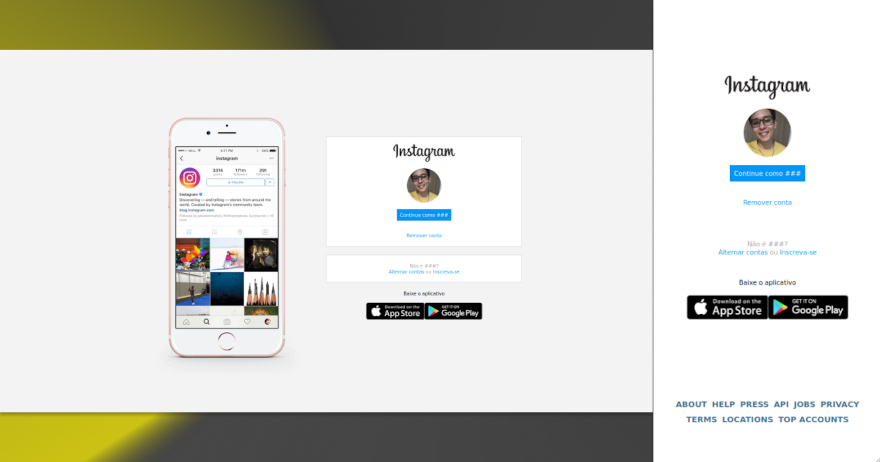 4:21 PM
instagram
3314
171m
291
FOLLOW
Instagram
Discovering — and telling — stories from around the
world. Curated by Instagram's community team.
blog.instagram.com
Instagram
Continue como ###
Remover conta
Não é ###?
Alternar contas ou Inscreva-se
Baixe o aplicativo
Download on the
App Store
GET IT ON
Google Play
Instagram
Continue como ###
Remover conta
Não é ###?
Alternar contas ou Inscreva-se
Baixe o aplicativo
Download on the
App Store
GET IT ON
Google Play
ABOUT HELP PRESS API JOBS PRIVACY
TERMS LOCATIONS TOP ACCOUNTS